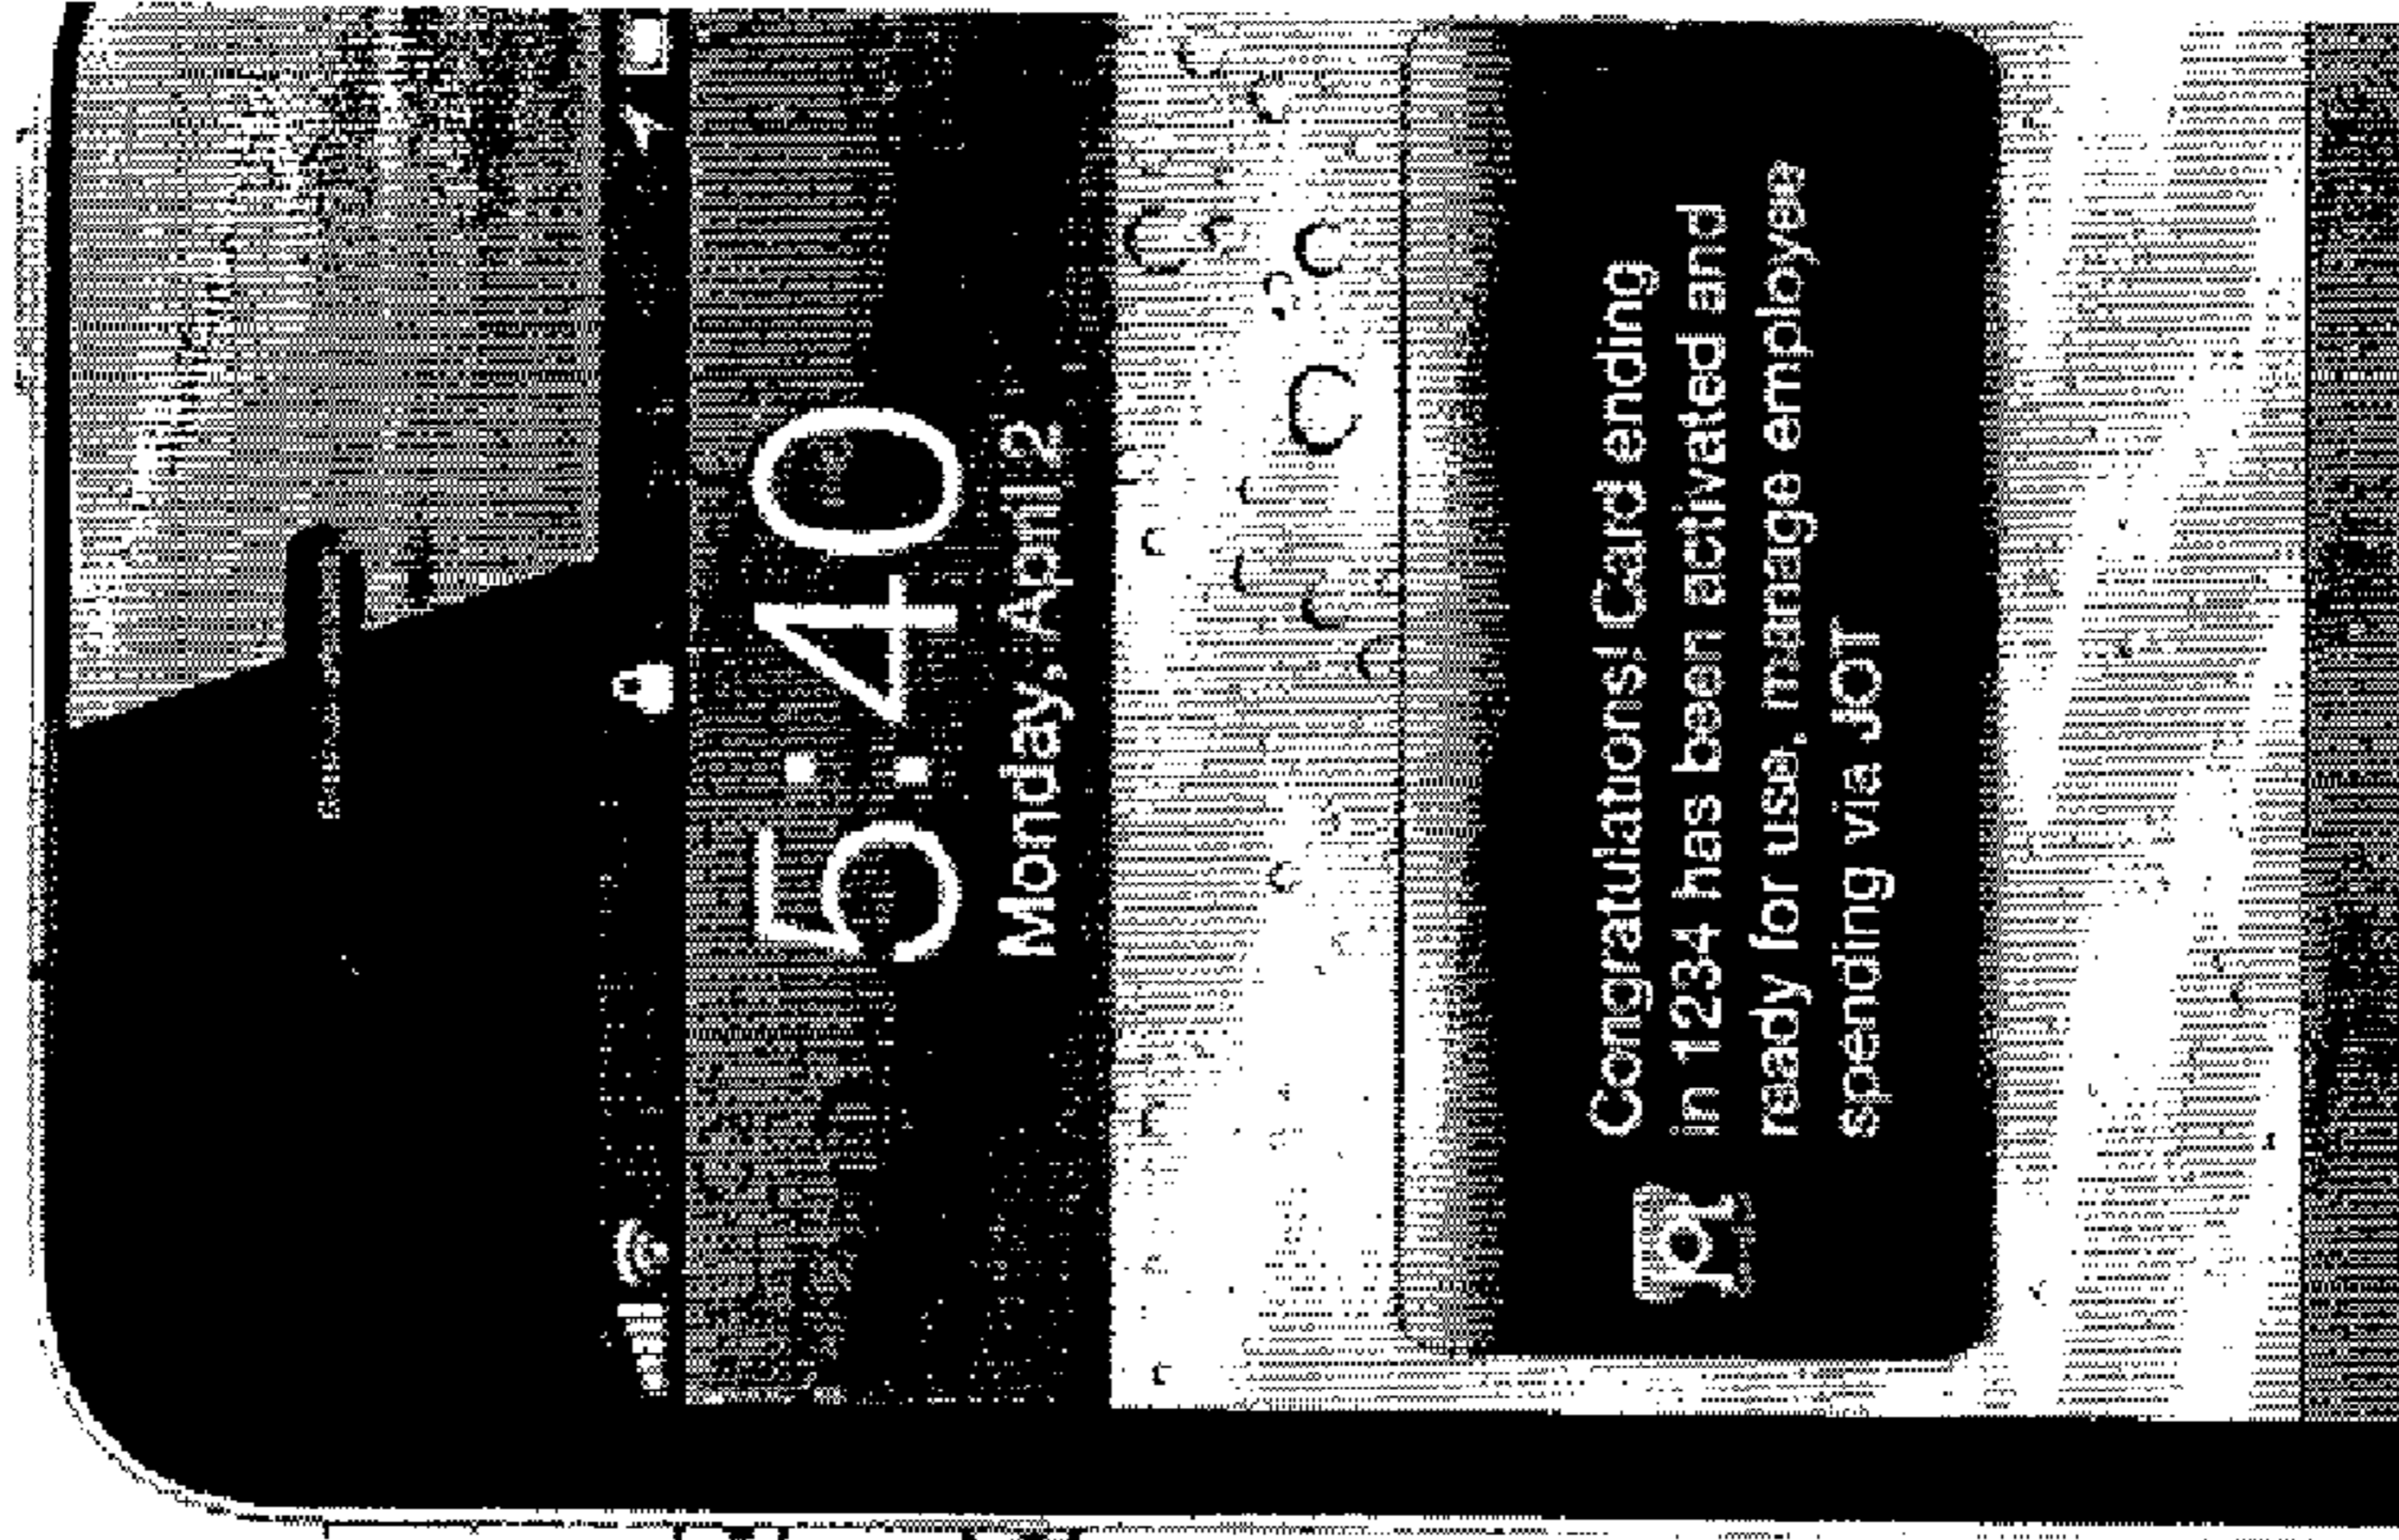 5:40
Monday, April 2
Congratulations! Card ending
in 1234 has been activated and
ready for use, manage employee
spending via JOT
jot